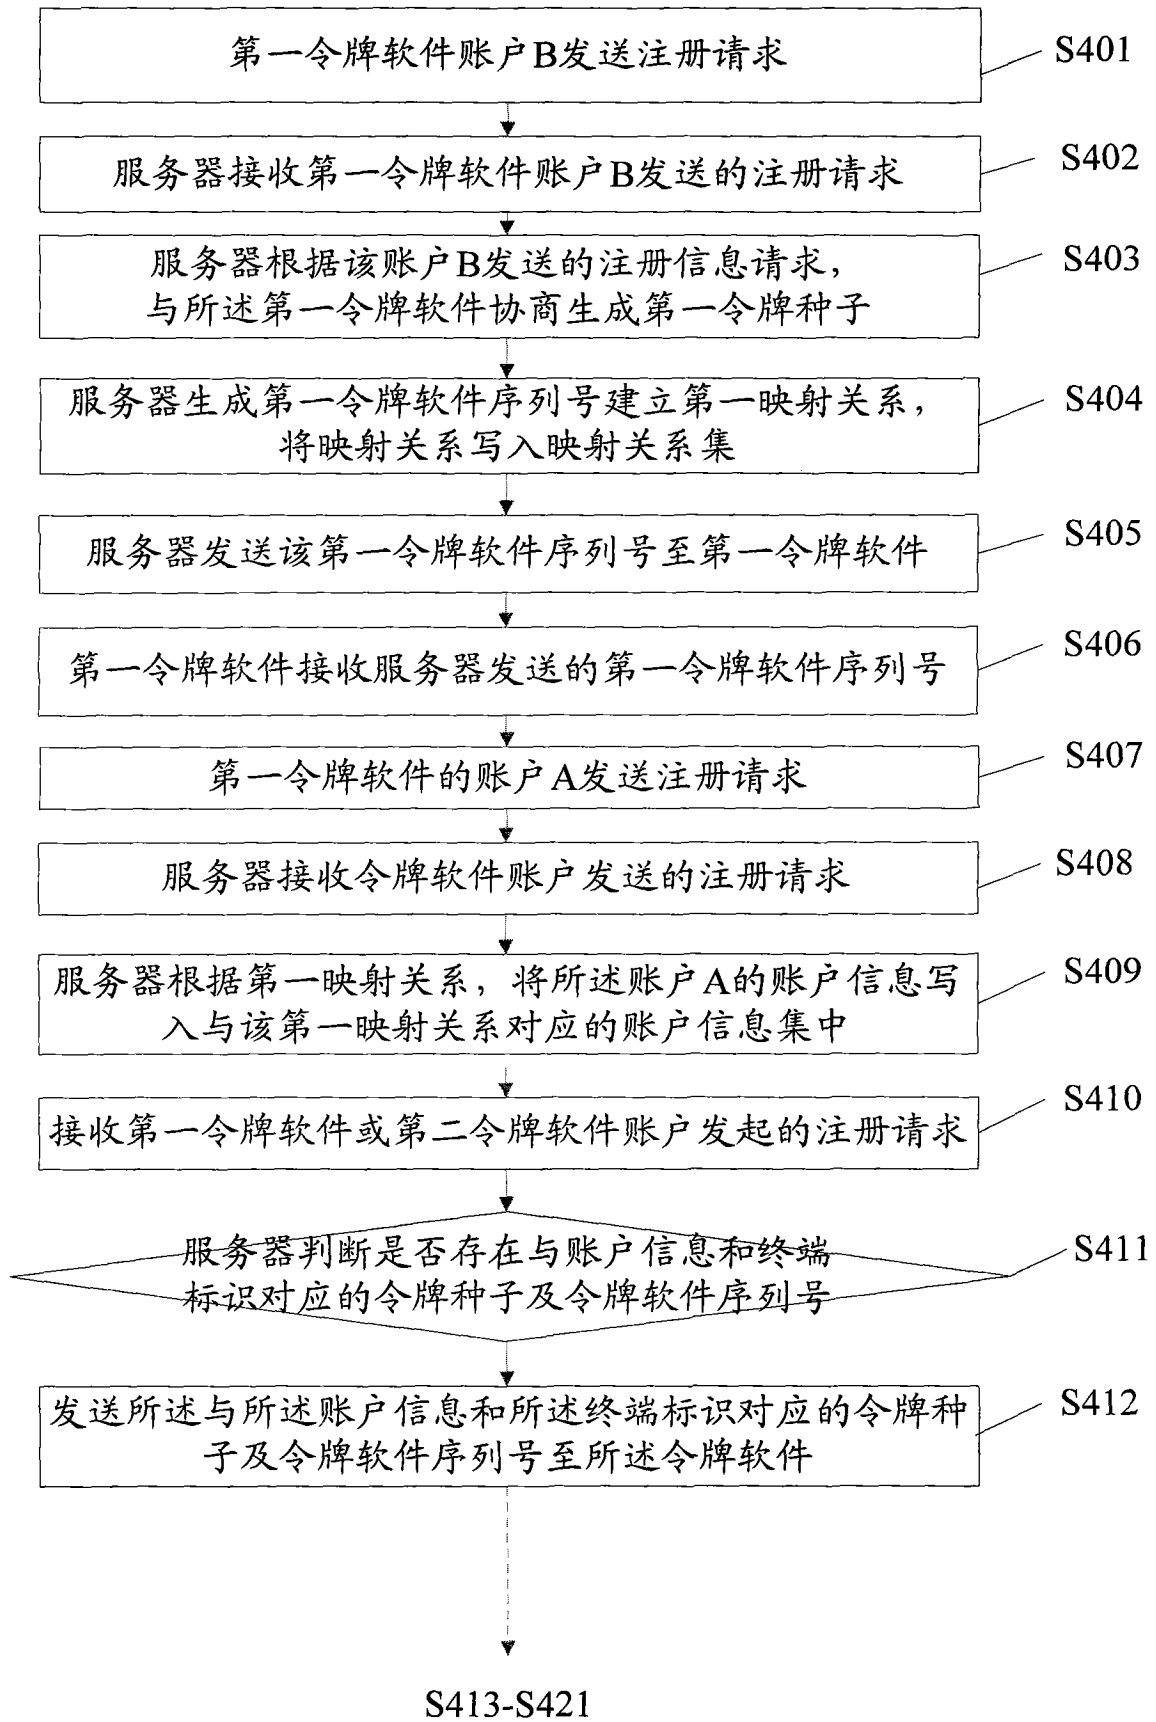 第一令牌软件账户B发送注册请求
S401
服务器接收第一令牌软件账户B发送的注册请求
S402
服务器根据该账户B发送的注册信息请求，
与所述第一令牌软件协商生成第一令牌种子
S403
服务器生成第一令牌软件序列号建立第一映射关系，
将映射关系写入映射关系集
S404
服务器发送该第一令牌软件序列号至第一令牌软件
S405
第一令牌软件接收服务器发送的第一令牌软件序列号
S406
第一令牌软件的账户A发送注册请求
S407
服务器接收令牌软件账户发送的注册请求
S408
服务器根据第一映射关系，将所述账户A的账户信息写
入与该第一映射关系对应的账户信息集中
S409
接收第一令牌软件或第二令牌软件账户发起的注册请求
S410
服务器判断是否存在与账户信息和终端
标识对应的令牌种子及令牌软件序列号
S411
发送所述与所述账户信息和所述终端标识对应的令牌种
子及令牌软件序列号至所述令牌软件
S412
S413-S421